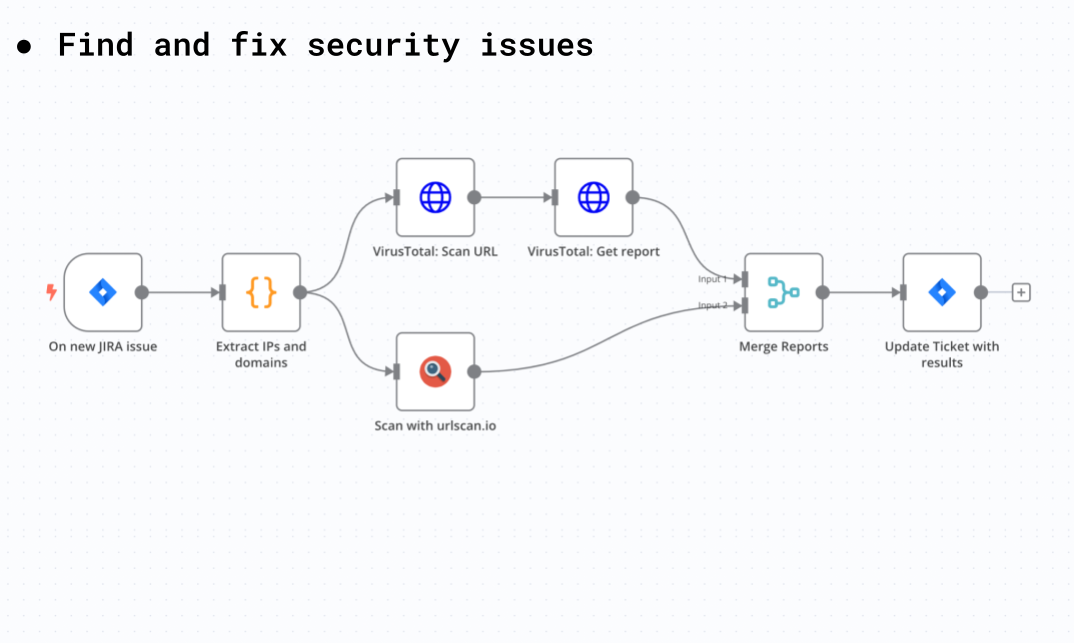 ● Find and fix security issues
VirusTotal: Scan URL
VirusTotal: Get report
Input 1
Input 2
On new JIRA issue
Extract IPs and
domains
Merge Reports
Update Ticket with
results
Scan with urlscan.io